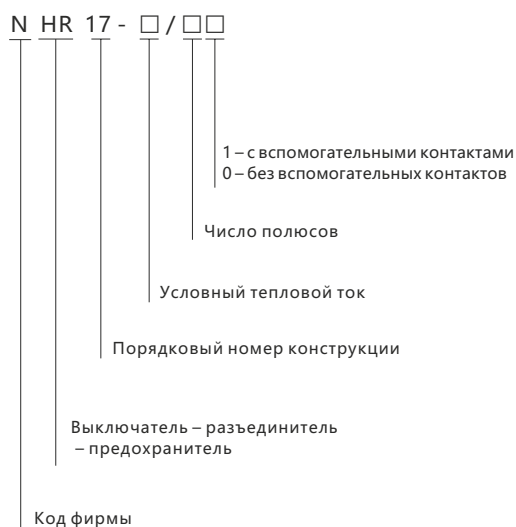 N HR 17 - □ / □□
1 – с вспомогательными контактами
0 – без вспомогательных контактов
Число полюсов
Условный тепловой ток
Порядковый номер конструкции
Выключатель – разъединитель
– предохранитель
Код фирмы